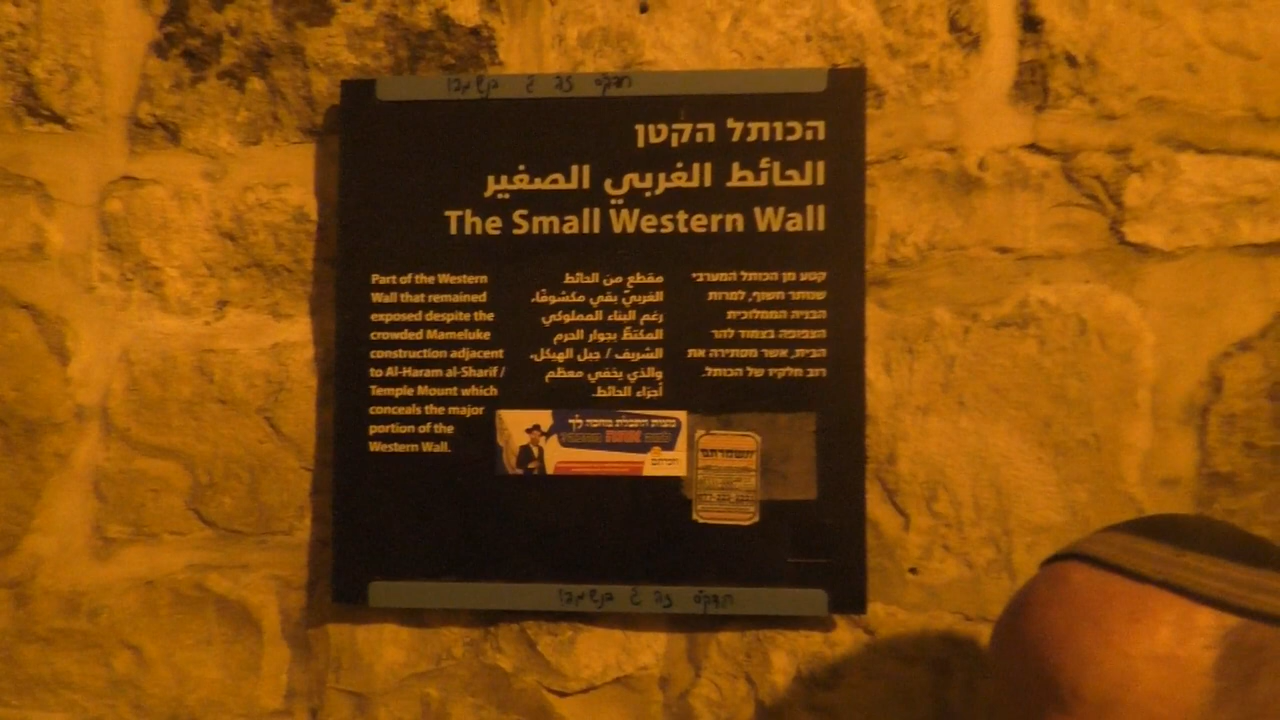 הכותל הקטן
الحائط الغربي الصغير
The Small Western Wall
קטע מן הכותל המערבי
שנותר חשוף, למרות
הבניה הממלוכית
הצפופה בצמוד להר
הבית, אשר מסתירה את
רוב חלקיו של הכותל.
مقطع من الحائط
الغربيّ بقي مكشوفًا،
رغم البناء المملوكي
المكتظّ بجوار الحرم
الشريف / جبل الهيكل،
والذي يخفي معظم
أجزاء الحائط.
Part of the Western
Wall that remained
exposed despite the
crowded Mameluke
construction adjacent
to Al-Haram al-Sharif /
Temple Mount which
conceals the major
portion of the
Western Wall.